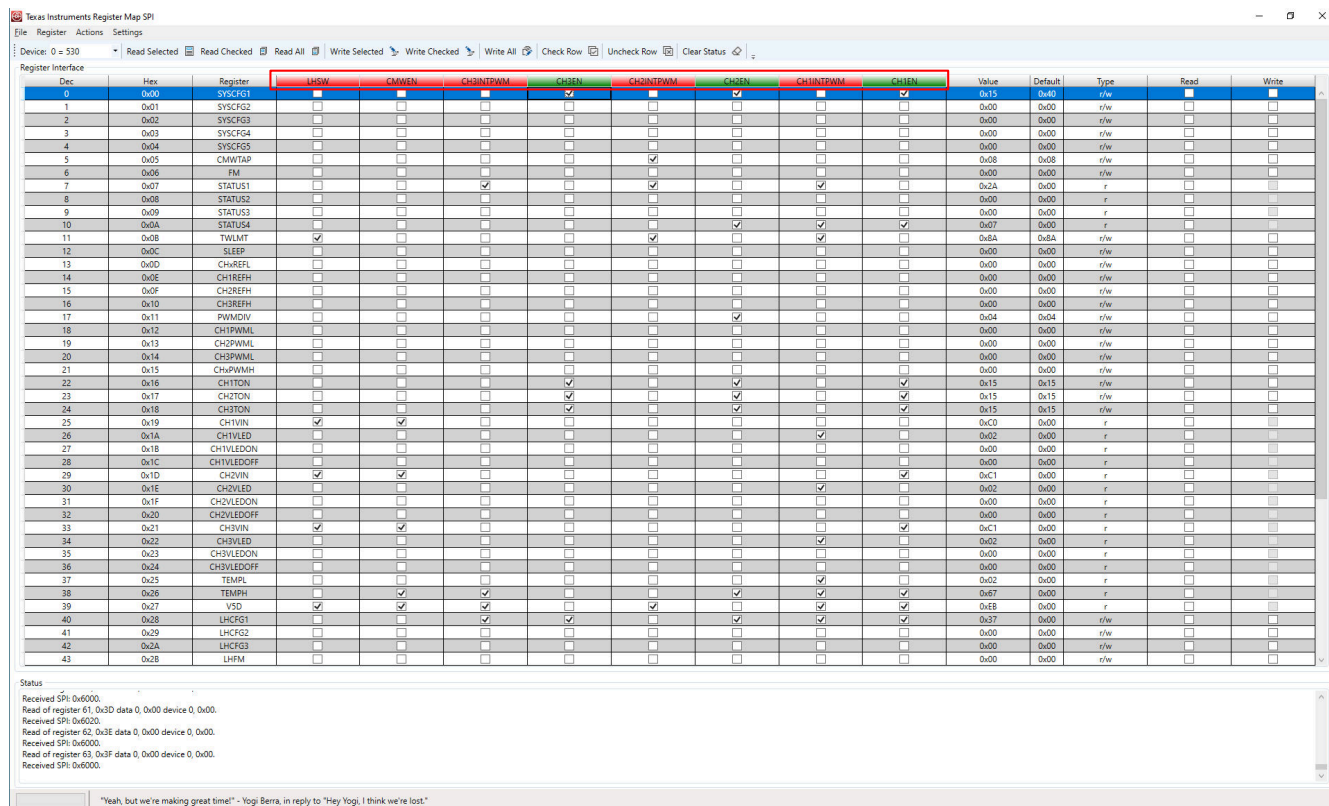 Texas Instruments Register Map SPI
File Register Actions Settings
Device: 0 = 530 Read Selected Read Checked Read All Write Selected Write Checked Write All Check Row Uncheck Row Clear Status
Register Interface
Dec Hex Register LHSW CMWEN CH3INTPWM CH3EN CH2INTPWM CH2EN CH1INTPWM CH1EN Value Default Type Read Write
0 0x00 SYSCFG1 0x15 0x40 r/w
1 0x01 SYSCFG2 0x00 0x00 r/w
2 0x02 SYSCFG3 0x00 0x00 r/w
3 0x03 SYSCFG4 0x00 0x00 r/w
4 0x04 SYSCFG5 0x00 0x00 r/w
5 0x05 CMWTAP 0x08 0x08 r/w
6 0x06 FM 0x00 0x00 r/w
7 0x07 STATUS1 0x2A 0x00 r
8 0x08 STATUS2 0x00 0x00 r
9 0x09 STATUS3 0x00 0x00 r
10 0x0A STATUS4 0x07 0x00 r
11 0x0B TWLMT 0x8A 0x8A r/w
12 0x0C SLEEP 0x00 0x00 r/w
13 0x0D CHxREFL 0x00 0x00 r/w
14 0x0E CH1REFH 0x00 0x00 r/w
15 0x0F CH2REFH 0x00 0x00 r/w
16 0x10 CH3REFH 0x00 0x00 r/w
17 0x11 PWMDIV 0x04 0x04 r/w
18 0x12 CH1PWML 0x00 0x00 r/w
19 0x13 CH2PWML 0x00 0x00 r/w
20 0x14 CH3PWML 0x00 0x00 r/w
21 0x15 CHxPWMH 0x00 0x00 r/w
22 0x16 CH1TON 0x15 0x15 r/w
23 0x17 CH2TON 0x15 0x15 r/w
24 0x18 CH3TON 0x15 0x15 r/w
25 0x19 CH1VIN 0xC0 0x00 r
26 0x1A CH1VLED 0x02 0x00 r
27 0x1B CH1VLEDON 0x00 0x00 r
28 0x1C CH1VLEDOFF 0x00 0x00 r
29 0x1D CH2VIN 0xC1 0x00 r
30 0x1E CH2VLED 0x02 0x00 r
31 0x1F CH2VLEDON 0x00 0x00 r
32 0x20 CH2VLEDOFF 0x00 0x00 r
33 0x21 CH3VIN 0xC1 0x00 r
34 0x22 CH3VLED 0x02 0x00 r
35 0x23 CH3VLEDON 0x00 0x00 r
36 0x24 CH3VLEDOFF 0x00 0x00 r
37 0x25 TEMPL 0x02 0x00 r
38 0x26 TEMPH 0x67 0x00 r
39 0x27 V5D 0xEB 0x00 r
40 0x28 LHCFG1 0x37 0x00 r/w
41 0x29 LHCFG2 0x00 0x00 r/w
42 0x2A LHCFG3 0x00 0x00 r/w
43 0x2B LHFM 0x00 0x00 r/w
Status
Received SPI: 0x6000.
Read of register 61, 0x3D data 0, 0x00 device 0, 0x00.
Received SPI: 0x6020.
Read of register 62, 0x3E data 0, 0x00 device 0, 0x00.
Received SPI: 0x6000.
Read of register 63, 0x3F data 0, 0x00 device 0, 0x00.
Received SPI: 0x6000.
"Yeah, but we're making great time!" - Yogi Berra, in reply to "Hey Yogi, I think we're lost."